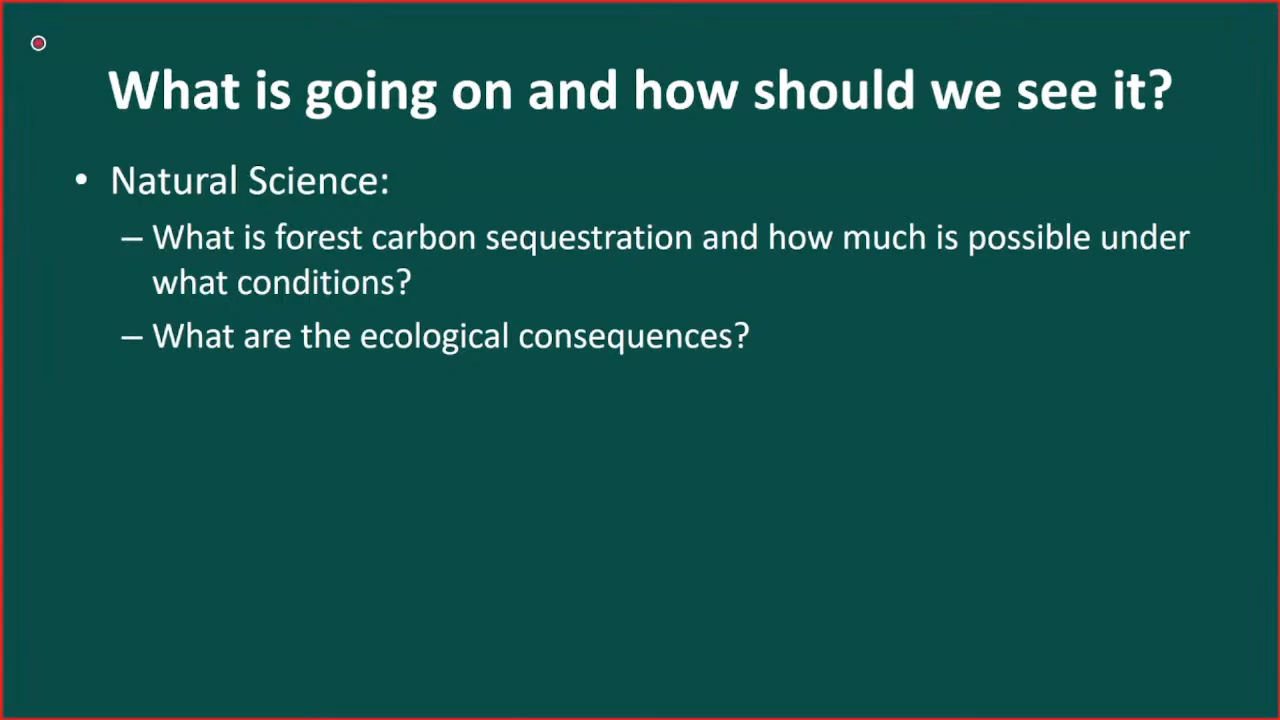 What is going on and how should we see it?
• Natural Science:
– What is forest carbon sequestration and how much is possible under
what conditions?
– What are the ecological consequences?